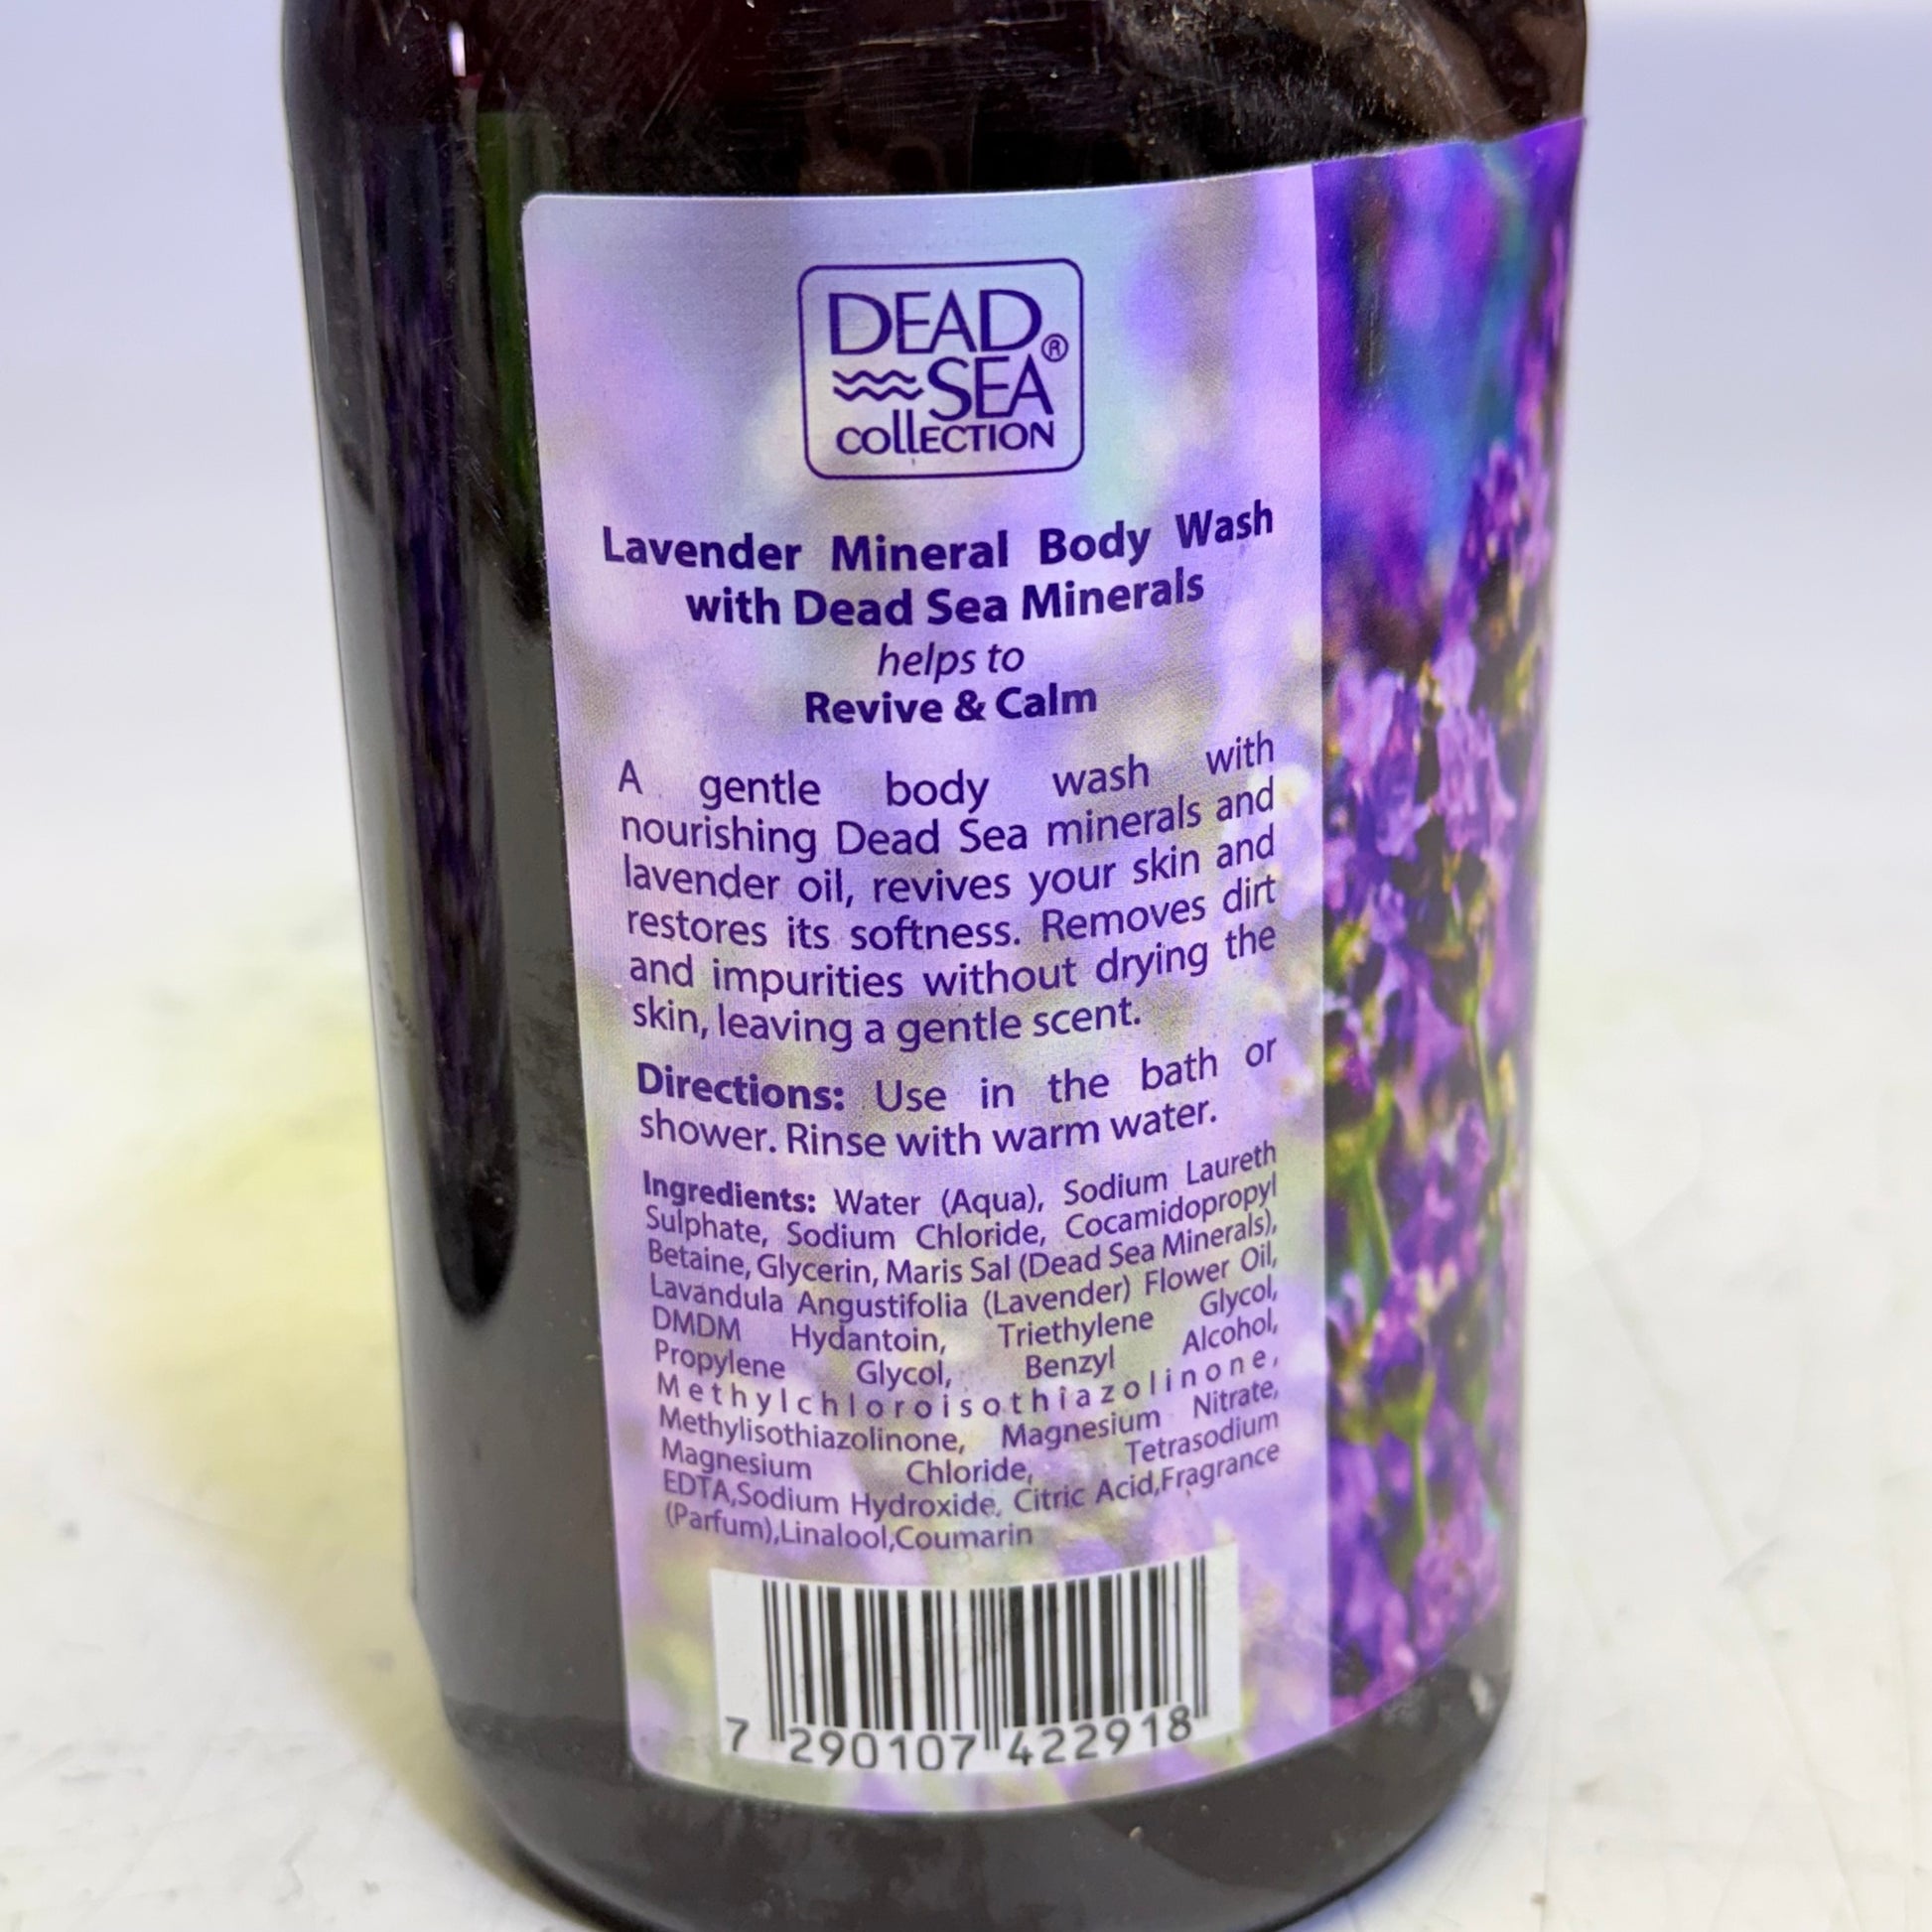 DEAD
SEA®
COllECTION
Lavender Mineral Body Wash
with Dead Sea Minerals
helps to
Revive & Calm
A gentle body wash with
nourishing Dead Sea minerals and
lavender oil, revives your skin and
restores its softness. Removes dirt
and impurities without drying the
skin, leaving a gentle scent.
Directions: Use in the bath or
shower. Rinse with warm water.
Ingredients: Water (Aqua), Sodium Laureth
Sulphate, Sodium Chloride, Cocamidopropyl
Betaine, Glycerin, Maris Sal (Dead Sea Minerals),
Lavandula Angustifolia (Lavender) Flower Oil,
DMDM Hydantoin, Triethylene Glycol,
Propylene Glycol, Benzyl Alcohol,
Methylchloroisothiazolinone,
Methylisothiazolinone, Magnesium Nitrate,
Magnesium Chloride, Tetrasodium
EDTA,Sodium Hydroxide, Citric Acid,Fragrance
(Parfum),Linalool,Coumarin
7 290107 422918